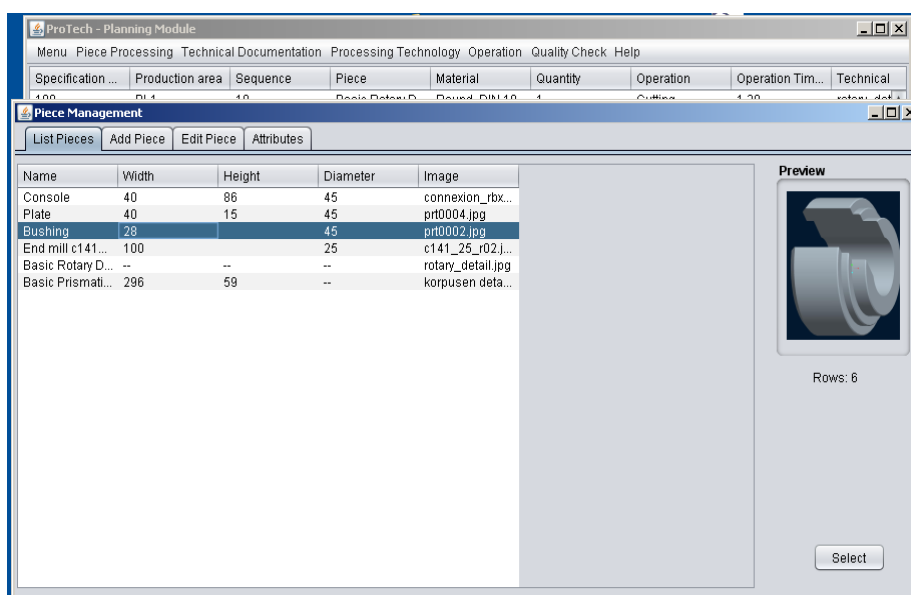 ProTech - Planning Module
Menu Piece Processing Technical Documentation Processing Technology Operation Quality Check Help
Specification ... Production area Sequence Piece Material Quantity Operation Operation Tim... Technical
Piece Management
List Pieces Add Piece Edit Piece Attributes
Name Width Height Diameter Image
Console 40 86 45 connexion_rbx...
Plate 40 15 45 prt0004.jpg
Bushing 28 45 prt0002.jpg
End mill c141... 100 25 c141_25_r02.j...
Basic Rotary D... -- -- -- rotary_detail.jpg
Basic Prismati... 296 59 -- korpusen deta...
Preview
Rows: 6
Select